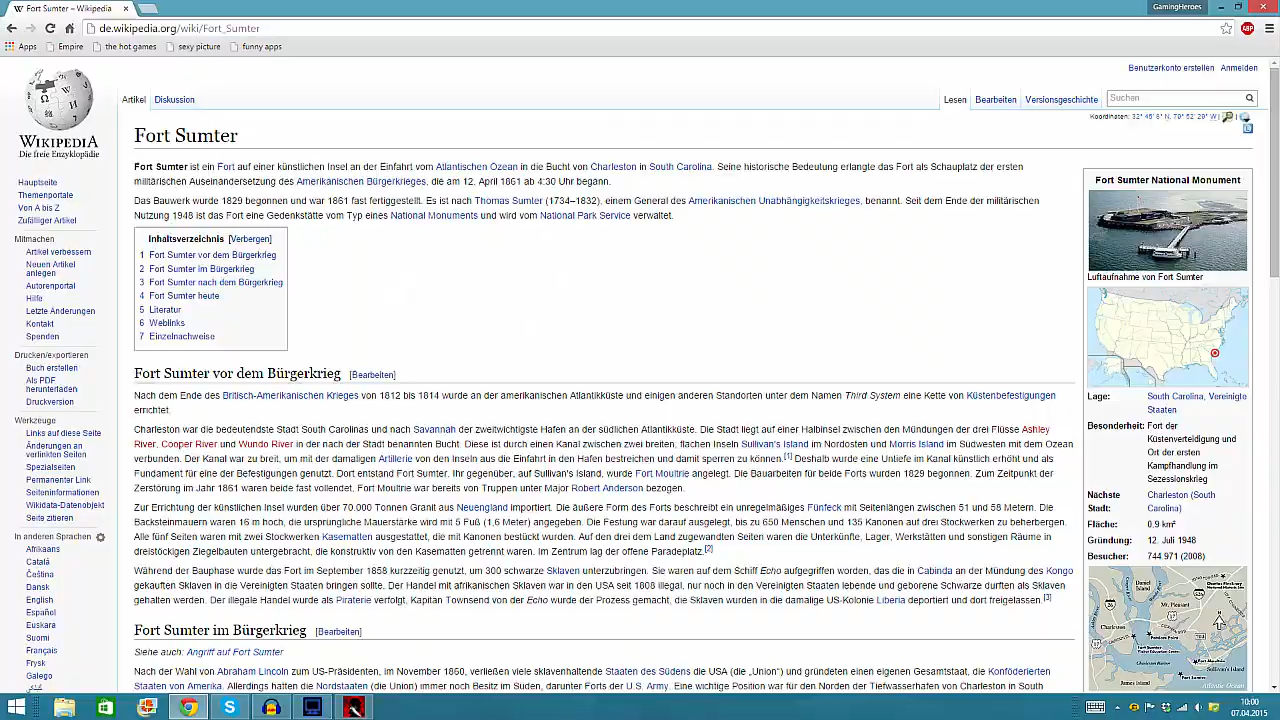 Fort Sumter – Wikipedia
GamingHeroes
de.wikipedia.org/wiki/Fort_Sumter
ABP
Apps Empire the hot games sexy picture funny apps
Benutzerkonto erstellen Anmelden
WIKIPEDIA
Die freie Enzyklopädie
Artikel Diskussion
Lesen Bearbeiten Versionsgeschichte
Suchen
Koordinaten: 32° 45′ 8″ N, 79° 52′ 29″ W
Hauptseite
Themenportale
Von A bis Z
Zufälliger Artikel
Mitmachen
Artikel verbessern
Neuen Artikel
anlegen
Autorenportal
Hilfe
Letzte Änderungen
Kontakt
Spenden
Drucken/exportieren
Buch erstellen
Als PDF
herunterladen
Druckversion
Werkzeuge
Links auf diese Seite
Änderungen an
verlinkten Seiten
Spezialseiten
Permanenter Link
Seiteninformationen
Wikidata-Datenobjekt
Seite zitieren
In anderen Sprachen
Afrikaans
Català
Čeština
Dansk
English
Español
Euskara
Suomi
Français
Frysk
Galego
Fort Sumter
Fort Sumter ist ein Fort auf einer künstlichen Insel an der Einfahrt vom Atlantischen Ozean in die Bucht von Charleston in South Carolina. Seine historische Bedeutung erlangte das Fort als Schauplatz der ersten
militärischen Auseinandersetzung des Amerikanischen Bürgerkrieges, die am 12. April 1861 ab 4:30 Uhr begann.
Das Bauwerk wurde 1829 begonnen und war 1861 fast fertiggestellt. Es ist nach Thomas Sumter (1734–1832), einem General des Amerikanischen Unabhängigkeitskrieges, benannt. Seit dem Ende der militärischen
Nutzung 1948 ist das Fort eine Gedenkstätte vom Typ eines National Monuments und wird vom National Park Service verwaltet.
Inhaltsverzeichnis [Verbergen]
1 Fort Sumter vor dem Bürgerkrieg
2 Fort Sumter im Bürgerkrieg
3 Fort Sumter nach dem Bürgerkrieg
4 Fort Sumter heute
5 Literatur
6 Weblinks
7 Einzelnachweise
Fort Sumter vor dem Bürgerkrieg [Bearbeiten]
Nach dem Ende des Britisch-Amerikanischen Krieges von 1812 bis 1814 wurde an der amerikanischen Atlantikküste und einigen anderen Standorten unter dem Namen Third System eine Kette von Küstenbefestigungen
errichtet.
Charleston war die bedeutendste Stadt South Carolinas und nach Savannah der zweitwichtigste Hafen an der südlichen Atlantikküste. Die Stadt liegt auf einer Halbinsel zwischen den Mündungen der drei Flüsse Ashley
River, Cooper River und Wundo River in der nach der Stadt benannten Bucht. Diese ist durch einen Kanal zwischen zwei breiten, flachen Inseln Sullivan's Island im Nordosten und Morris Island im Südwesten mit dem Ozean
verbunden. Der Kanal war zu breit, um mit der damaligen Artillerie von den Inseln aus die Einfahrt in den Hafen bestreichen und damit sperren zu können.[1] Deshalb wurde eine Untiefe im Kanal künstlich erhöht und als
Fundament für eine der Befestigungen genutzt. Dort entstand Fort Sumter. Ihr gegenüber, auf Sullivan's Island, wurde Fort Moultrie angelegt. Die Bauarbeiten für beide Forts wurden 1829 begonnen. Zum Zeitpunkt der
Zerstörung im Jahr 1861 waren beide fast vollendet, Fort Moultrie war bereits von Truppen unter Major Robert Anderson bezogen.
Zur Errichtung der künstlichen Insel wurden über 70.000 Tonnen Granit aus Neuengland importiert. Die äußere Form des Forts beschreibt ein unregelmäßiges Fünfeck mit Seitenlängen zwischen 51 und 58 Metern. Die
Backsteinmauern waren 16 m hoch, die ursprüngliche Mauerstärke wird mit 5 Fuß (1,6 Meter) angegeben. Die Festung war darauf ausgelegt, bis zu 650 Menschen und 135 Kanonen auf drei Stockwerken zu beherbergen.
Alle fünf Seiten waren mit zwei Stockwerken Kasematten ausgestattet, die mit Kanonen bestückt wurden. Auf den drei dem Land zugewandten Seiten waren die Unterkünfte, Lager, Werkstätten und sonstigen Räume in
dreistöckigen Ziegelbauten untergebracht, die konstruktiv von den Kasematten getrennt waren. Im Zentrum lag der offene Paradeplatz.[2]
Während der Bauphase wurde das Fort im September 1858 kurzzeitig genutzt, um 300 schwarze Sklaven unterzubringen. Sie waren auf dem Schiff Echo aufgegriffen worden, das die in Cabinda an der Mündung des Kongo
gekauften Sklaven in die Vereinigten Staaten bringen sollte. Der Handel mit afrikanischen Sklaven war in den USA seit 1808 illegal, nur noch in den Vereinigten Staaten lebende und geborene Schwarze durften als Sklaven
gehalten werden. Der illegale Handel wurde als Piraterie verfolgt. Kapitän Townsend von der Echo wurde der Prozess gemacht, die Sklaven wurden in die damalige US-Kolonie Liberia deportiert und dort freigelassen.[3]
Fort Sumter im Bürgerkrieg [Bearbeiten]
Siehe auch: Angriff auf Fort Sumter
Nach der Wahl von Abraham Lincoln zum US-Präsidenten, im November 1860, verließen viele sklavenhaltende Staaten des Südens die USA (die „Union“) und gründeten einen eigenen Gesamtstaat, die Konföderierten
Staaten von Amerika. Allerdings hatten die Nordstaaten (die Union) immer noch Besitz im Süden, darunter Forts der U.S. Army. Eine wichtige Position war für den Norden der Tiefwasserhafen von Charleston in South
Fort Sumter National Monument
Luftaufnahme von Fort Sumter
Lage: South Carolina, Vereinigte
Staaten
Besonderheit: Fort der
Küstenverteidigung und
Ort der ersten
Kampfhandlung im
Sezessionskrieg
Nächste Charleston (South
Stadt: Carolina)
Fläche: 0.9 km²
Gründung: 12. Juli 1948
Besucher: 744.971 (2008)
Daniel
Island
Mt. Pleasant
Charleston
Charleston Harbor
Fort Moultrie
Sullivan's Island
James Island
Fort Sumter
Atlantic Ocean
10:00
07.04.2015